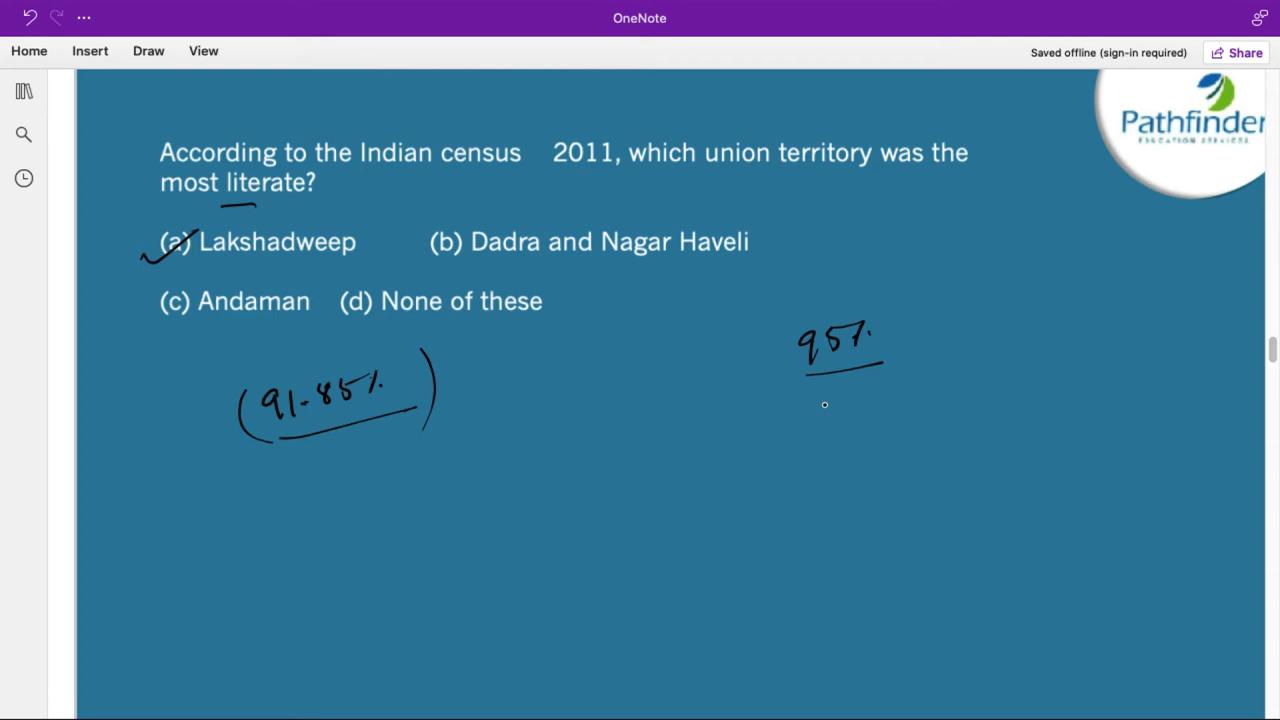 OneNote
Home Insert Draw View
Saved offline (sign-in required) Share
Pathfinder
EDUCATION SERVICES
According to the Indian census 2011, which union territory was the
most literate?
(a) Lakshadweep (b) Dadra and Nagar Haveli
(c) Andaman (d) None of these
95%
(91.85%)